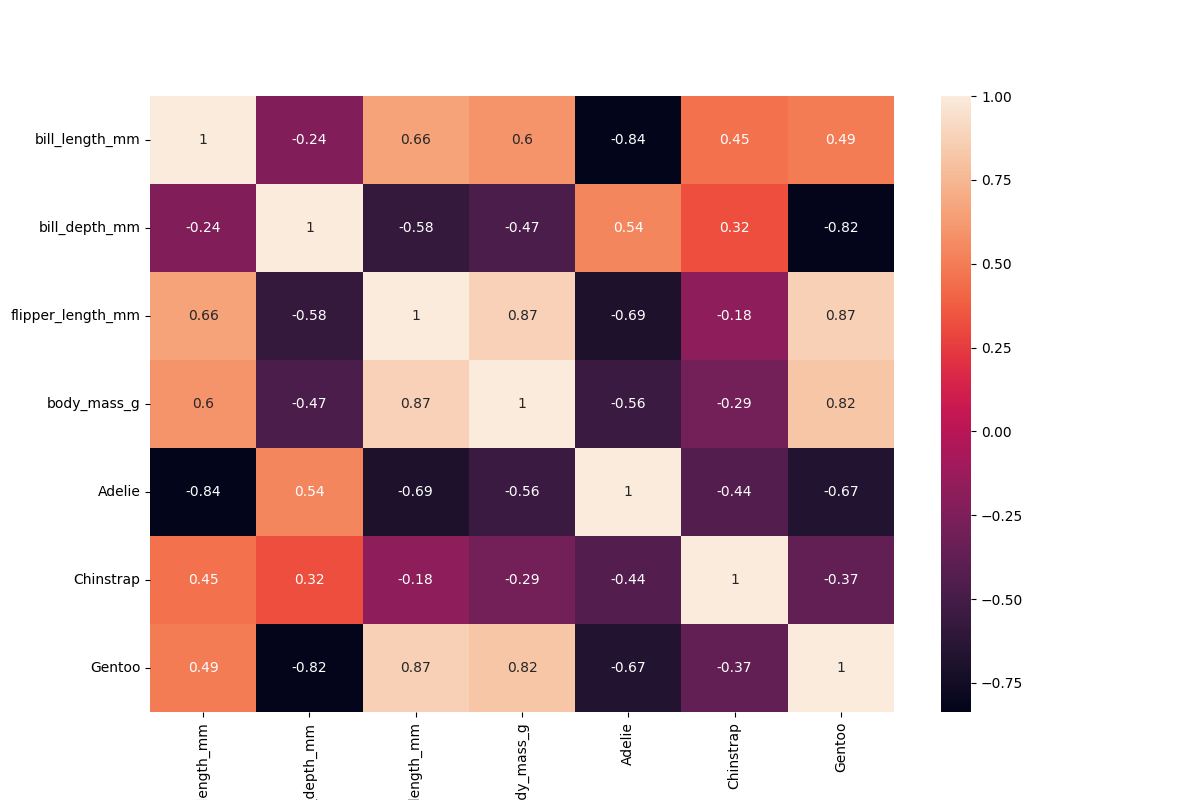 bill_length_mm 1 -0.24 0.66 0.6 -0.84 0.45 0.49
bill_depth_mm -0.24 1 -0.58 -0.47 0.54 0.32 -0.82
flipper_length_mm 0.66 -0.58 1 0.87 -0.69 -0.18 0.87
body_mass_g 0.6 -0.47 0.87 1 -0.56 -0.29 0.82
Adelie -0.84 0.54 -0.69 -0.56 1 -0.44 -0.67
Chinstrap 0.45 0.32 -0.18 -0.29 -0.44 1 -0.37
Gentoo 0.49 -0.82 0.87 0.82 -0.67 -0.37 1
length_mm
_depth_mm
length_mm
dy_mass_g
Adelie
Chinstrap
Gentoo
1.00
0.75
0.50
0.25
0.00
−0.25
−0.50
−0.75